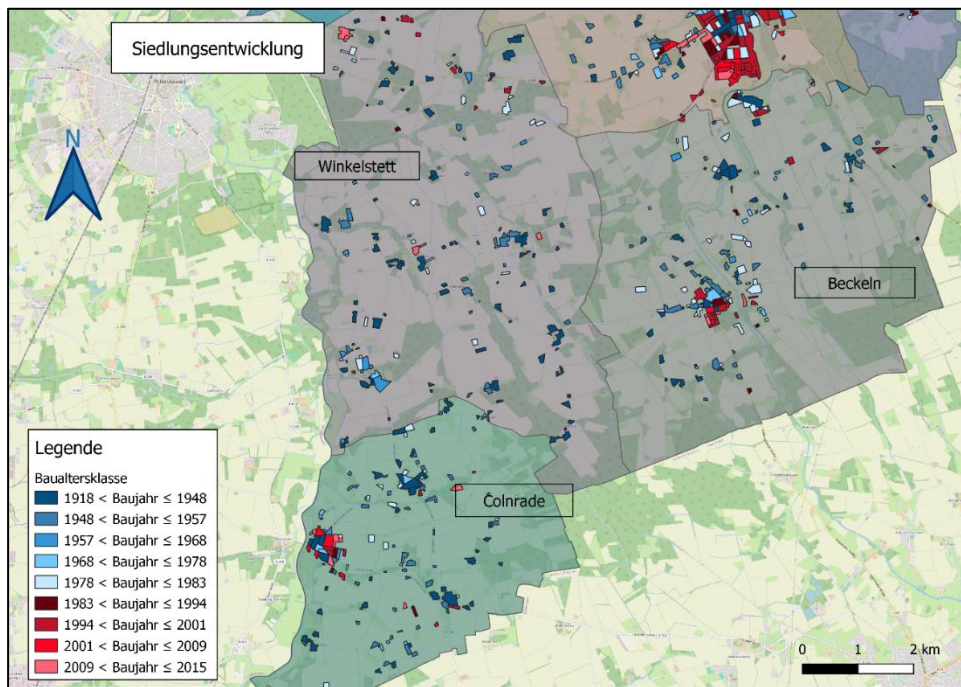 Siedlungsentwicklung
N
Winkelstett
Beckeln
Colnrade
Legende
Baualtersklasse
1918 < Baujahr ≤ 1948
1948 < Baujahr ≤ 1957
1957 < Baujahr ≤ 1968
1968 < Baujahr ≤ 1978
1978 < Baujahr ≤ 1983
1983 < Baujahr ≤ 1994
1994 < Baujahr ≤ 2001
2001 < Baujahr ≤ 2009
2009 < Baujahr ≤ 2015
0 1 2 km